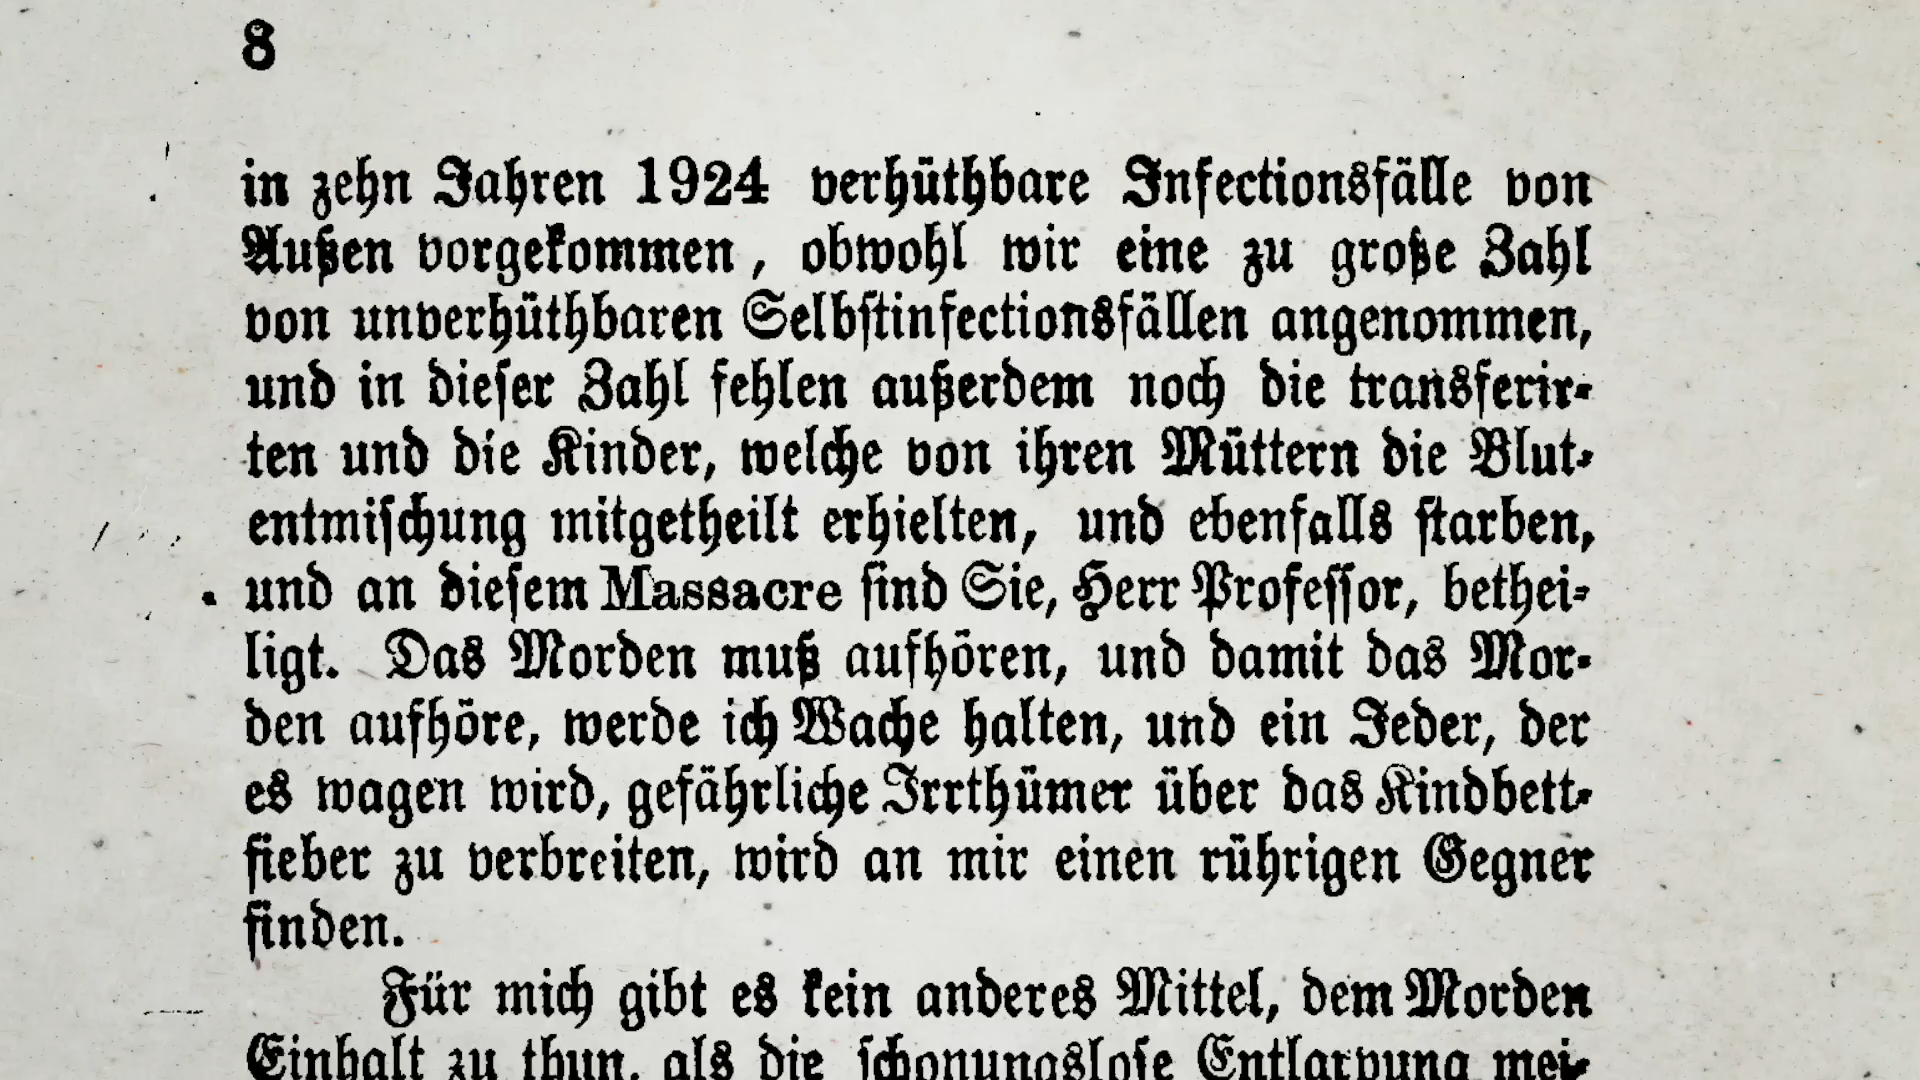 8
in zehn Jahren 1924 verhüthbare Infectionsfälle von
Außen vorgekommen, obwohl wir eine zu große Zahl
von unverhüthbaren Selbstinfectionsfällen angenommen,
und in dieser Zahl fehlen außerdem noch die transferir-
ten und die Kinder, welche von ihren Müttern die Blut-
entmischung mitgetheilt erhielten, und ebenfalls starben,
und an diesem Massacre sind Sie, Herr Professor, bethei-
ligt. Das Morden muß aufhören, und damit das Mor-
den aufhöre, werde ich Wache halten, und ein Jeder, der
es wagen wird, gefährliche Irrthümer über das Kindbett-
fieber zu verbreiten, wird an mir einen rührigen Gegner
finden.
Für mich gibt es kein anderes Mittel, dem Morden
Einhalt zu thun, als die schonungslose Entlarvung mei-